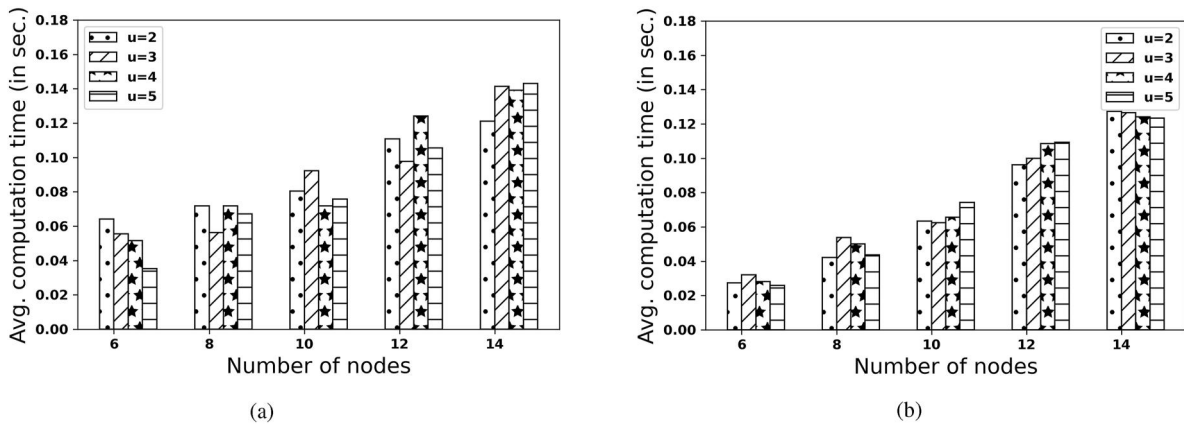 Avg. computation time (in sec.)
0.18
0.16
0.14
0.12
0.10
0.08
0.06
0.04
0.02
0.00
u=2
u=3
u=4
u=5
6 8 10 12 14
Number of nodes
(a)
Avg. computation time (in sec.)
0.18
0.16
0.14
0.12
0.10
0.08
0.06
0.04
0.02
0.00
u=2
u=3
u=4
u=5
6 8 10 12 14
Number of nodes
(b)